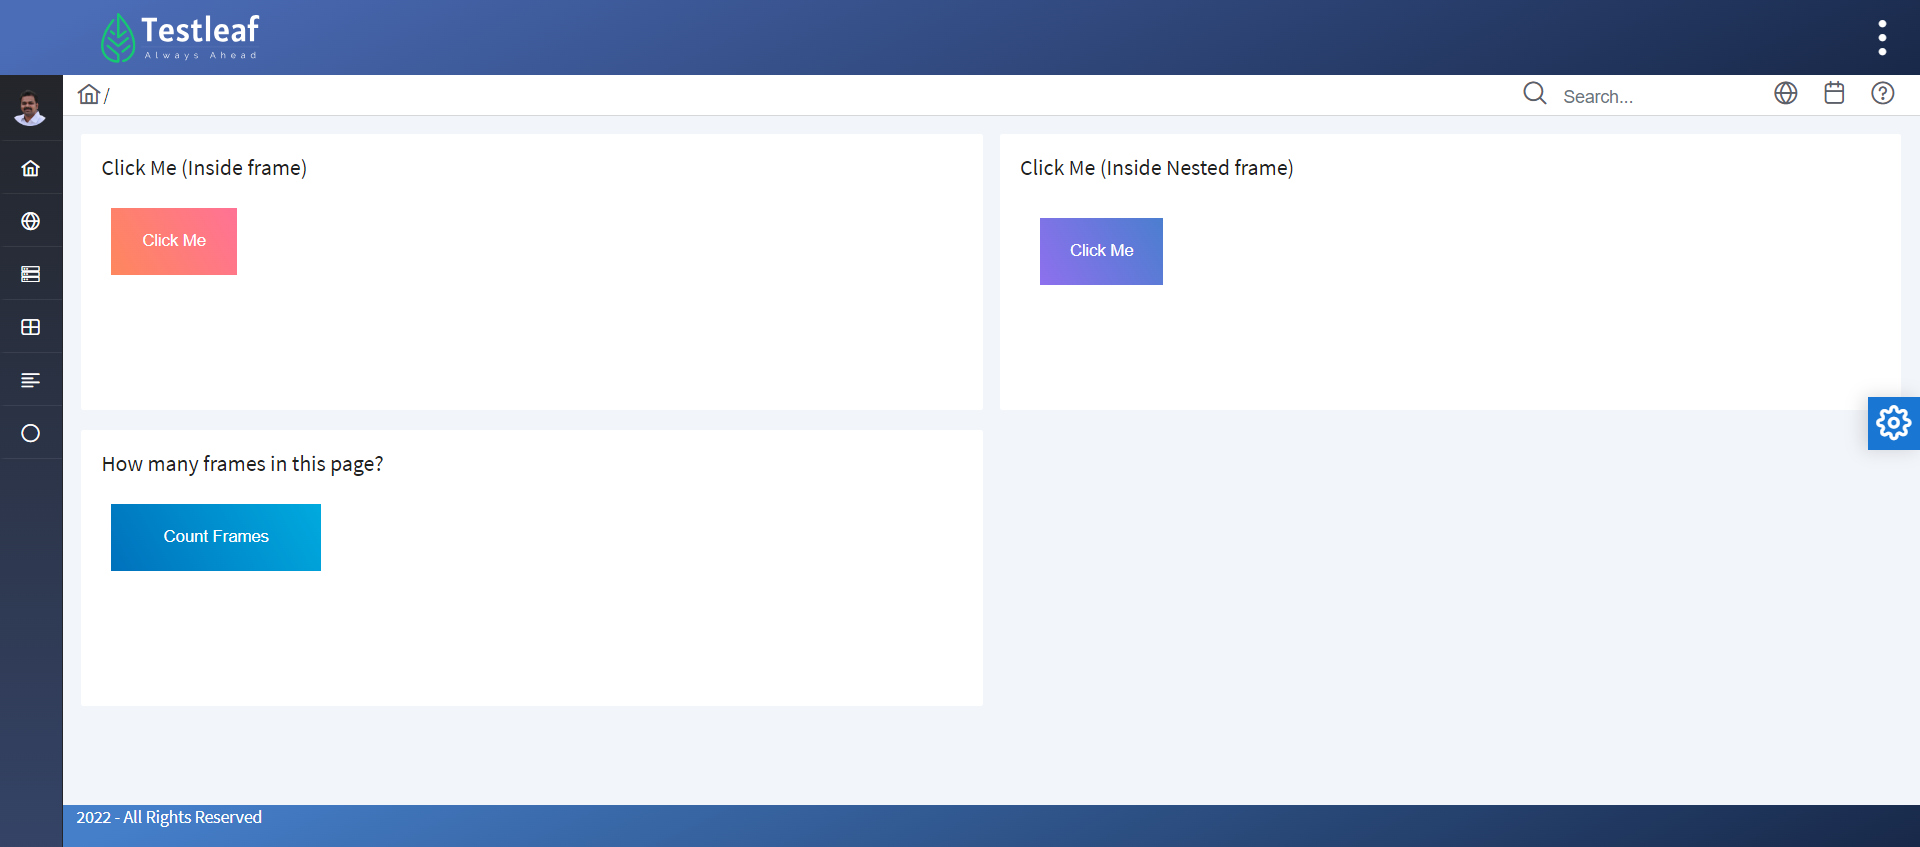 Testleaf
Always Ahead
/
Search...
Click Me (Inside frame)
Click Me
Click Me (Inside Nested frame)
Click Me
How many frames in this page?
Count Frames
2022 - All Rights Reserved